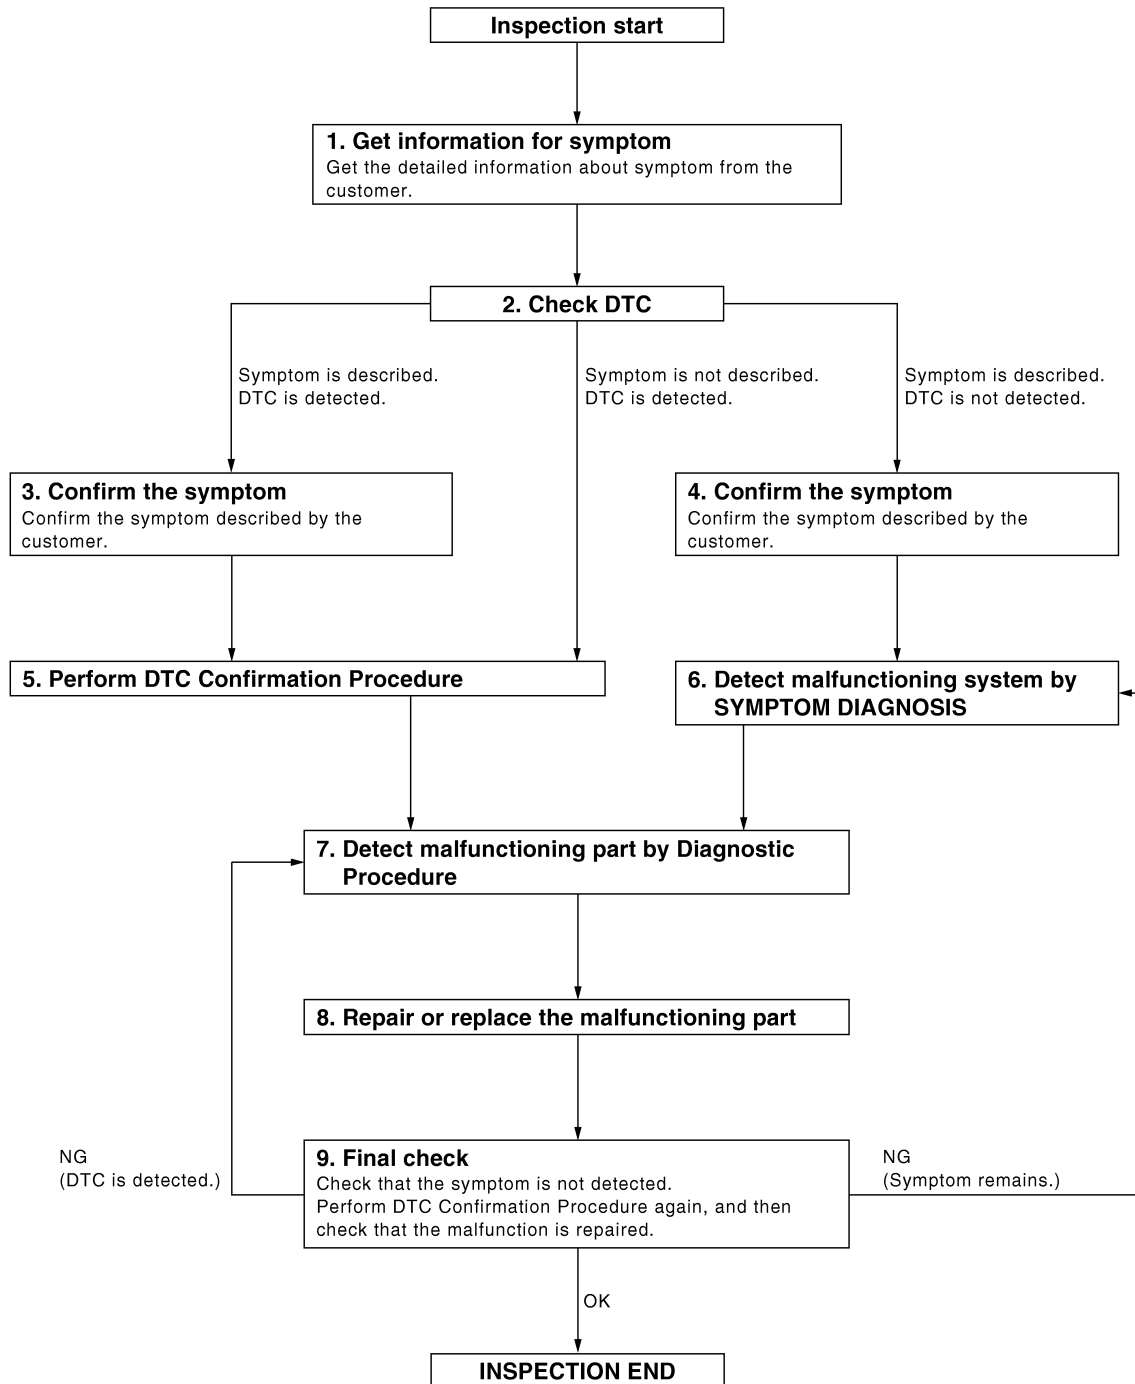 Inspection start
1. Get information for symptom
Get the detailed information about symptom from the
customer.
2. Check DTC
Symptom is described.
DTC is detected.
Symptom is not described.
DTC is detected.
Symptom is described.
DTC is not detected.
3. Confirm the symptom
Confirm the symptom described by the
customer.
4. Confirm the symptom
Confirm the symptom described by the
customer.
5. Perform DTC Confirmation Procedure
6. Detect malfunctioning system by
SYMPTOM DIAGNOSIS
7. Detect malfunctioning part by Diagnostic
Procedure
8. Repair or replace the malfunctioning part
NG
(DTC is detected.)
9. Final check
Check that the symptom is not detected.
Perform DTC Confirmation Procedure again, and then
check that the malfunction is repaired.
NG
(Symptom remains.)
OK
INSPECTION END